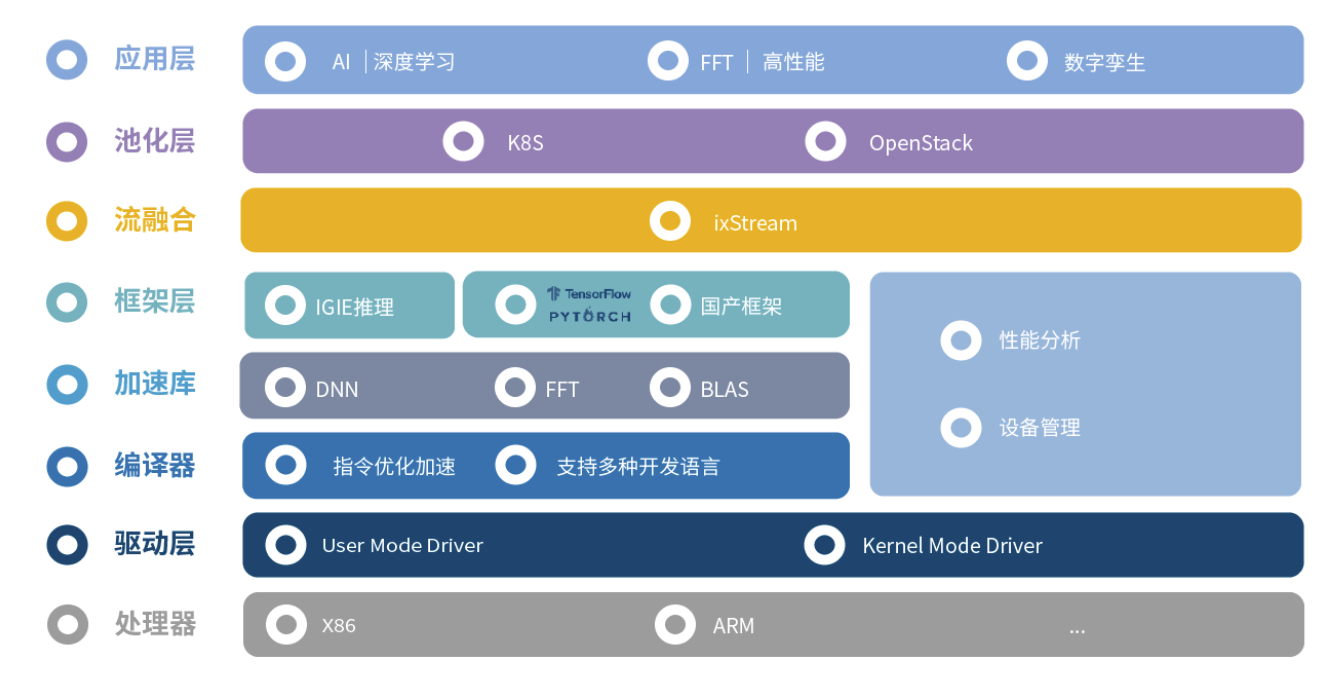 应用层
AI | 深度学习
FFT | 高性能
数字孪生
池化层
K8S
OpenStack
流融合
ixStream
框架层
IGIE推理
TensorFlow
PYTÖRCH
国产框架
性能分析
设备管理
加速库
DNN
FFT
BLAS
编译器
指令优化加速
支持多种开发语言
驱动层
User Mode Driver
Kernel Mode Driver
处理器
X86
ARM
...